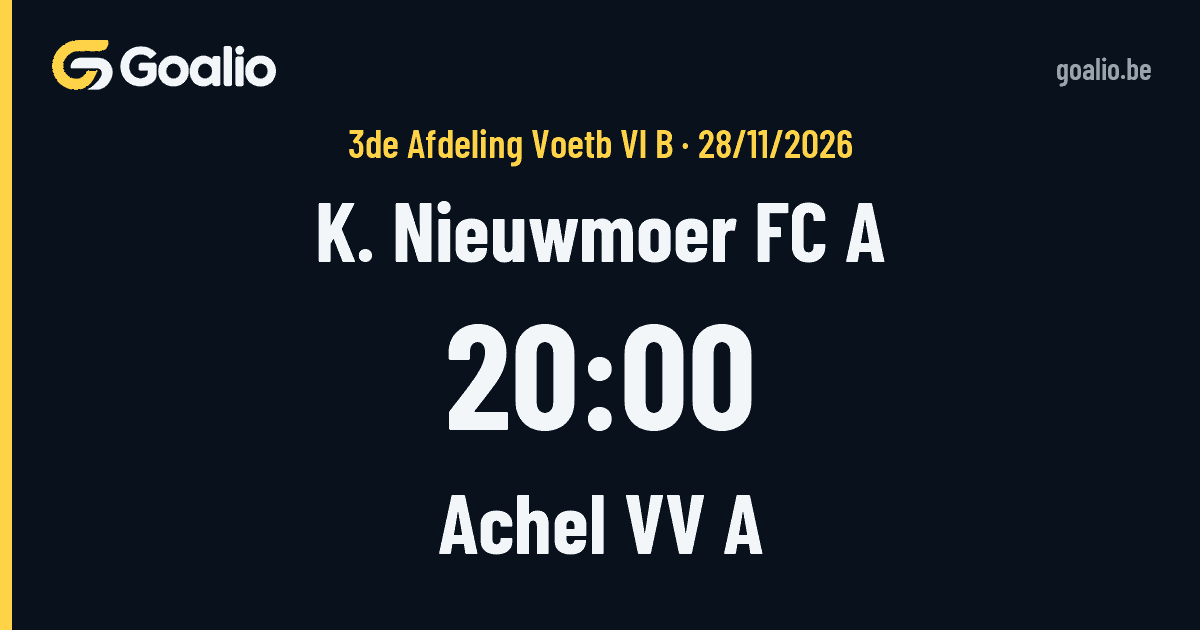 Goalio
goalio.be
3de Afdeling Voetb Vl B · 28/11/2026
K. Nieuwmoer FC A
20:00
Achel VV A